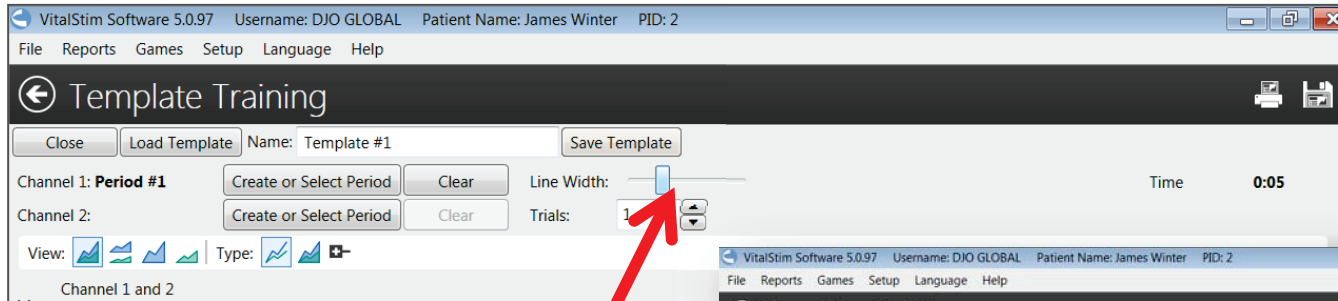 VitalStim Software 5.0.97 Username: DJO GLOBAL Patient Name: James Winter PID: 2
File Reports Games Setup Language Help
Template Training
Close Load Template Name: Template #1 Save Template
Channel 1: Period #1 Create or Select Period Clear Line Width: Time 0:05
Channel 2: Create or Select Period Clear Trials: 1
View: Type:
Channel 1 and 2
VitalStim Software 5.0.97 Username: DJO GLOBAL Patient Name: James Winter PID: 2
File Reports Games Setup Language Help